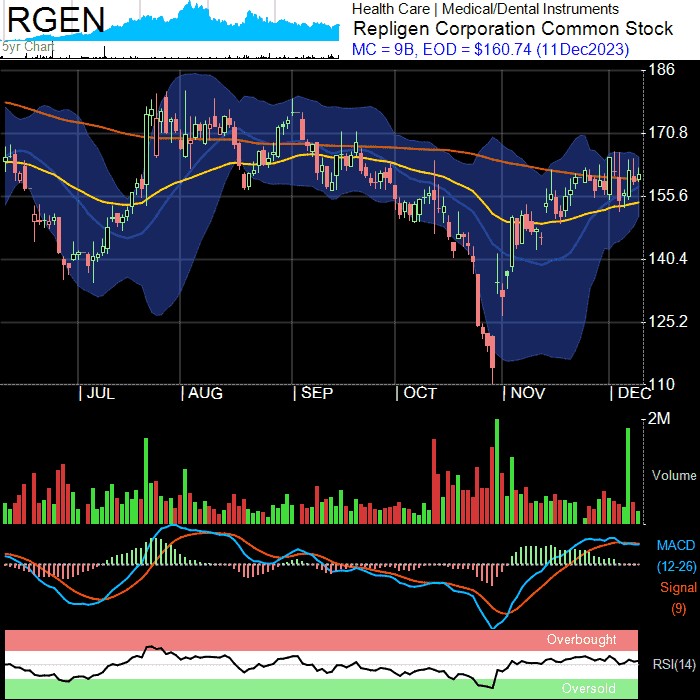 RGEN
5yr Chart
Health Care | Medical/Dental Instruments
Repligen Corporation Common Stock
MC = 9B, EOD = $160.74 (11Dec2023)
186
170.8
155.6
140.4
125.2
110
JUL AUG SEP OCT NOV DEC
2M
Volume
MACD
(12-26)
Signal
(9)
Overbought
RSI(14)
Oversold